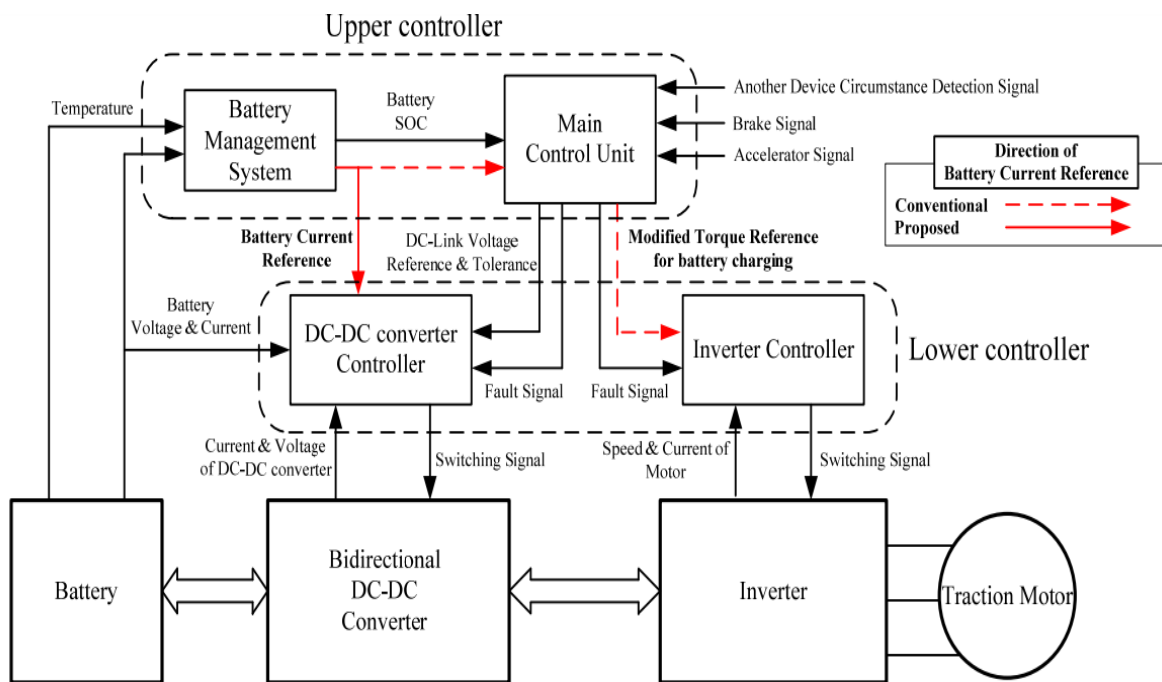 Upper controller
Temperature
Battery
Management
System
Battery
SOC
Main
Control Unit
Another Device Circumstance Detection Signal
Brake Signal
Accelerator Signal
Direction of
Battery Current Reference
Conventional
Proposed
Battery Current
Reference
DC-Link Voltage
Reference & Tolerance
Modified Torque Reference
for battery charging
Battery
Voltage & Current
DC-DC converter
Controller
Fault Signal
Fault Signal
Inverter Controller
Lower controller
Current & Voltage
of DC-DC converter
Switching Signal
Speed & Current of
Motor
Switching Signal
Battery
Bidirectional
DC-DC
Converter
Inverter
Traction Motor